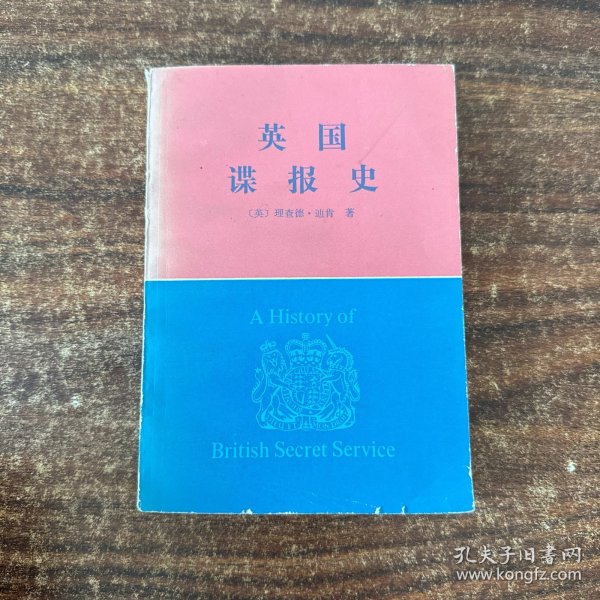 英国
谍报史
〔英〕理查德·迪肯 著
A History of
British Secret Service
孔夫子旧书网
www.kongfz.com